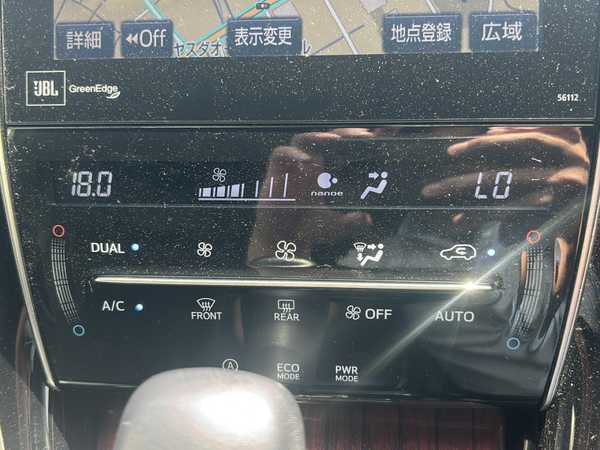 詳細 ◀◀Off 表示変更 地点登録 広域
JBL GreenEdge 56112
18.0 nanoe LO
DUAL
A/C FRONT REAR OFF AUTO
A ECO MODE PWR MODE